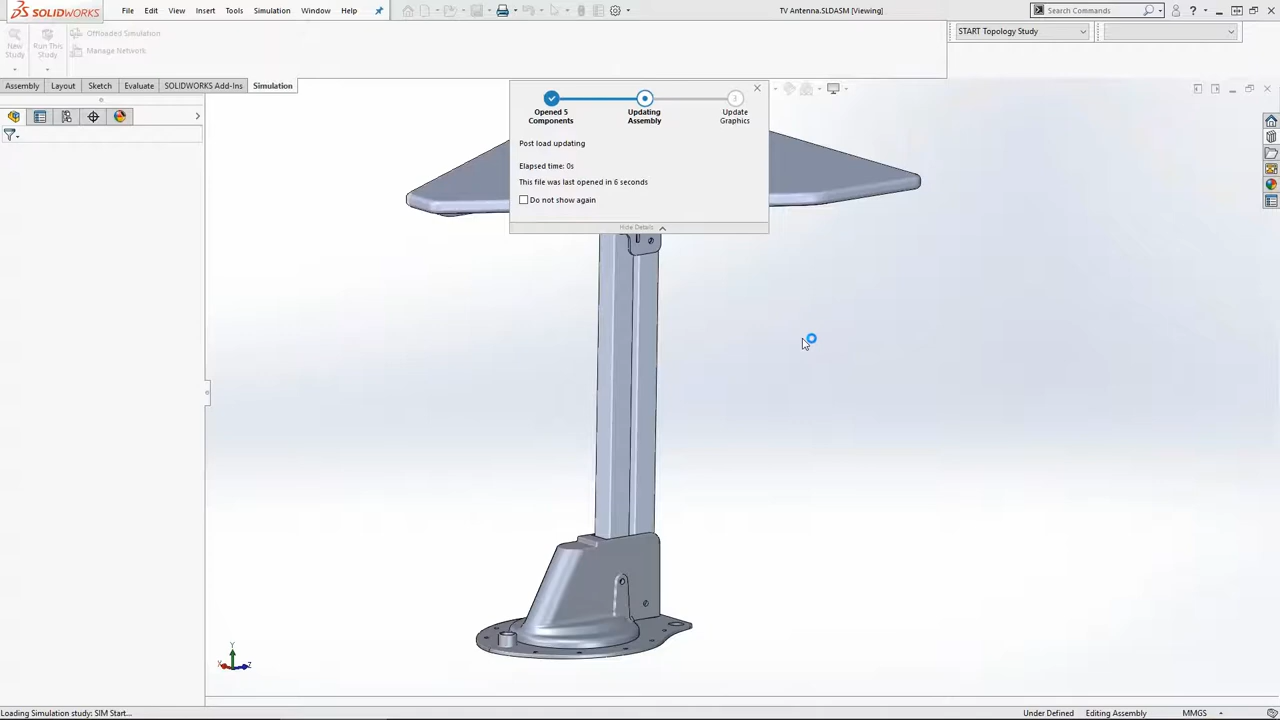 SOLIDWORKS
File Edit View Insert Tools Simulation Window Help
TV Antenna.SLDASM [Viewing]
Search Commands
New Study
Run This Study
Offloaded Simulation
Manage Network
START Topology Study
Assembly Layout Sketch Evaluate SOLIDWORKS Add-Ins Simulation
3
Opened 5 Components
Updating Assembly
Update Graphics
Post load updating
Elapsed time: 0s
This file was last opened in 6 seconds
Do not show again
Hide Details
Y
X
Z
Loading Simulation study: SIM Start...
Under Defined
Editing Assembly
MMGS